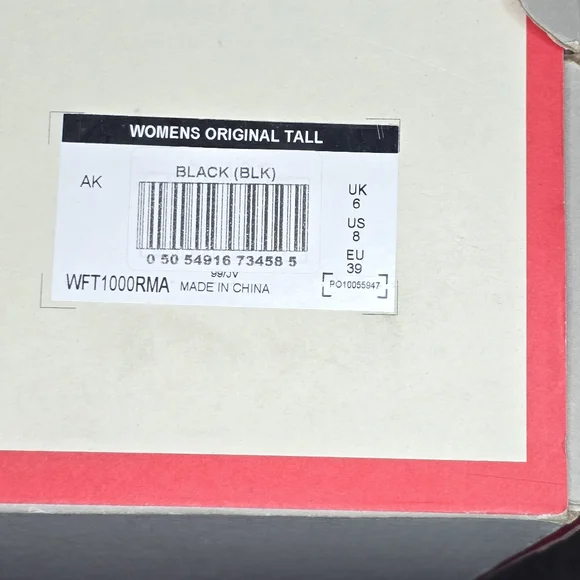 WOMENS ORIGINAL TALL
AK
BLACK (BLK)
0 50 54916 73458 5
UK
6
US
8
EU
39
WFT1000RMA
MADE IN CHINA
PO10055947